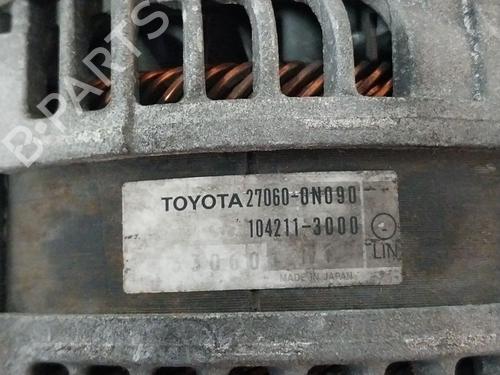 B-PARTS
TOYOTA 27060-0N090
104211-3000
LIN
MADE IN JAPAN